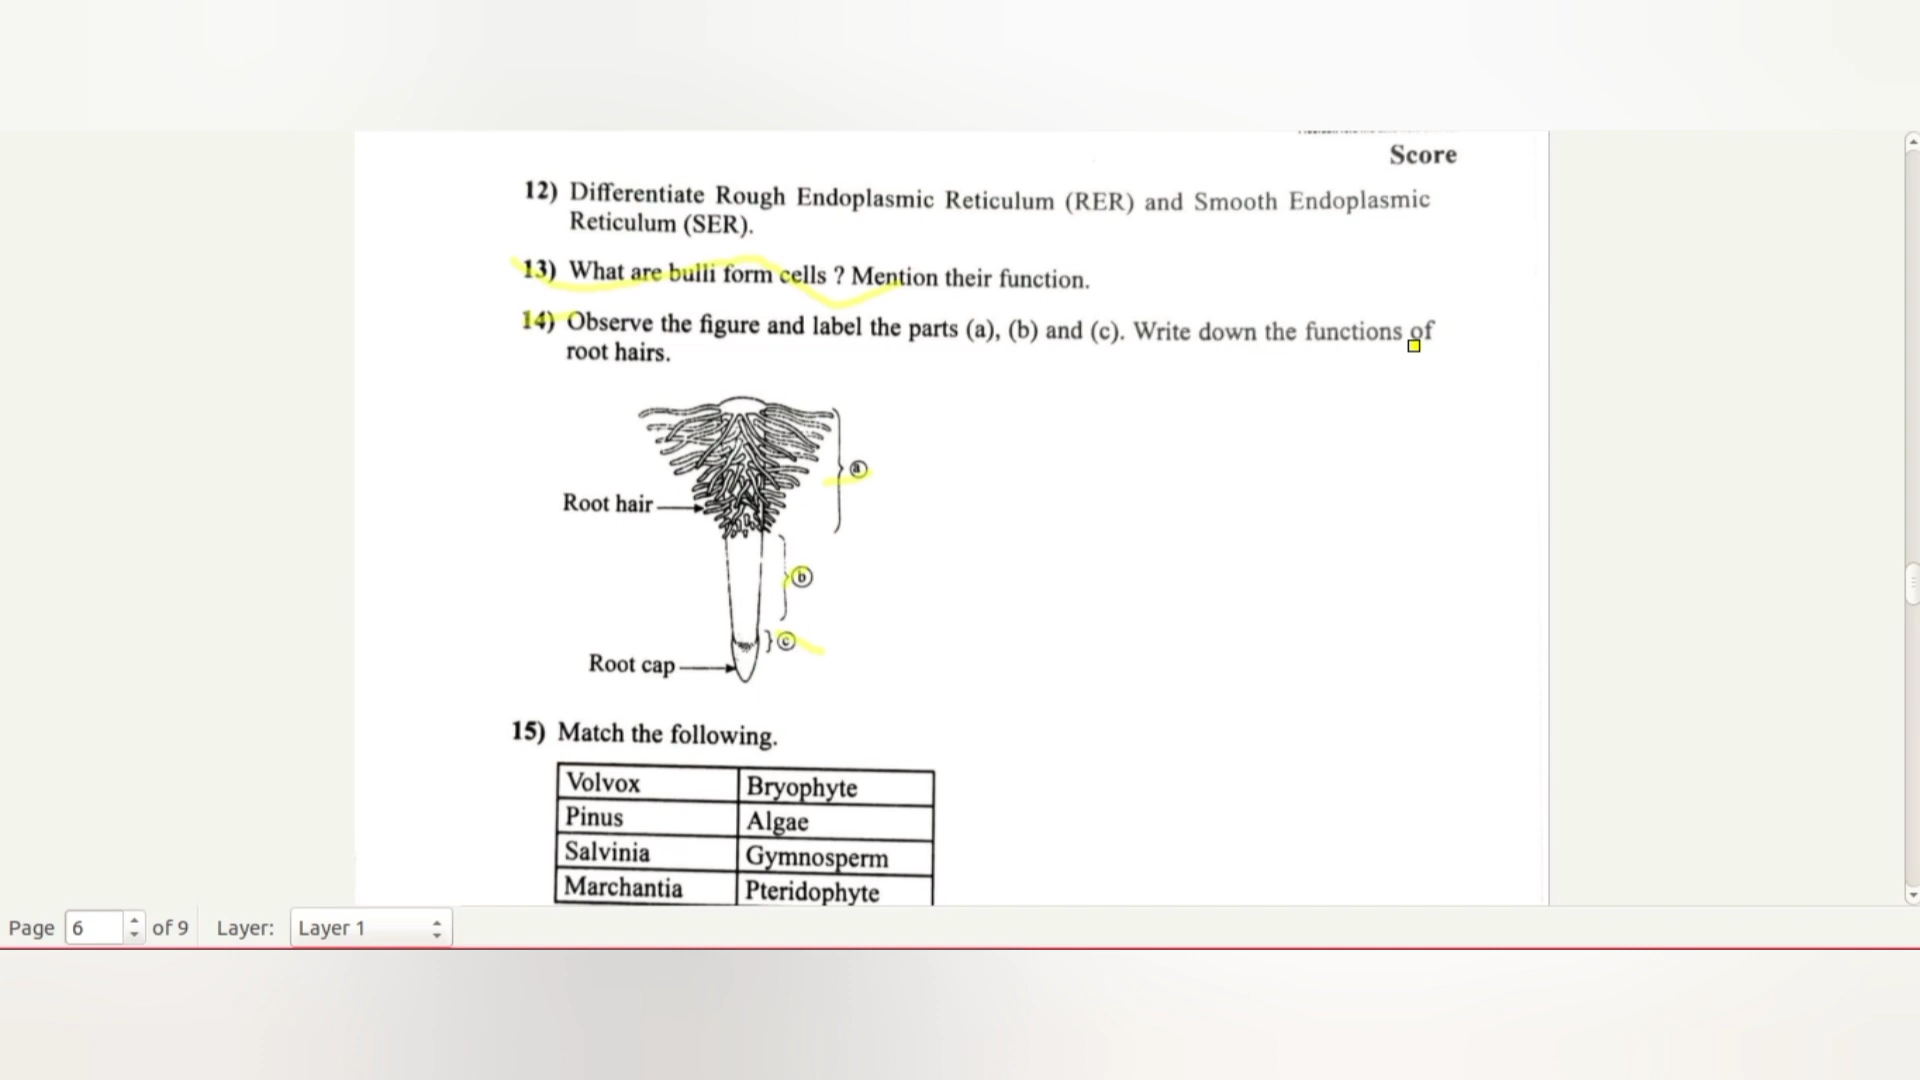 Score
12) Differentiate Rough Endoplasmic Reticulum (RER) and Smooth Endoplasmic
Reticulum (SER).
13) What are bulli form cells ? Mention their function.
14) Observe the figure and label the parts (a), (b) and (c). Write down the functions of
root hairs.
a
Root hair
b
c
Root cap
15) Match the following.
Volvox Bryophyte
Pinus Algae
Salvinia Gymnosperm
Marchantia Pteridophyte
Page 6 of 9 Layer: Layer 1